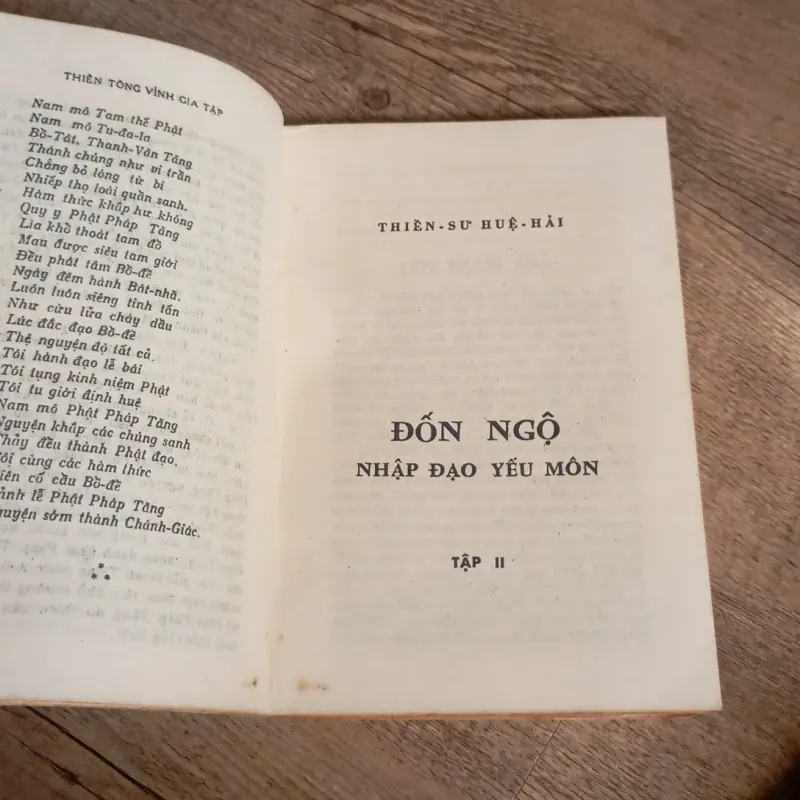 THIỀN TÔNG VĨNH GIA TẬP
Nam mô Tam thế Phật
Nam mô Tu-đa-la
Bồ-Tát, Thanh-Văn Tăng
Thánh chúng như vi trần
Chẳng bỏ lòng từ bi
Nhiếp thọ loài quần sanh.
Hàm thức khắp hư không
Quy y Phật Pháp Tăng
Lìa khổ thoát tam đồ
Mau được siêu tam giới
Đều phát tâm Bồ-đề
Ngày đêm hành Bát-nhã.
Luôn luôn siêng tinh tấn
Như cứu lửa cháy đầu
Lúc đắc đạo Bồ-đề
Thệ nguyện độ tất cả.
Tôi hành đạo lễ bái
Tôi tụng kinh niệm Phật
Tôi tu giới định huệ
Nam mô Phật Pháp Tăng
Nguyện khắp các chúng sanh
Thảy đều thành Phật đạo.
Tôi cùng các hàm thức
iên cố cầu Bồ-đề
ảnh lễ Phật Pháp Tăng
guyện sớm thành Chánh-Giác.
THIỀN-SƯ HUỆ-HẢI
ĐỐN NGỘ
NHẬP ĐẠO YẾU MÔN
TẬP II